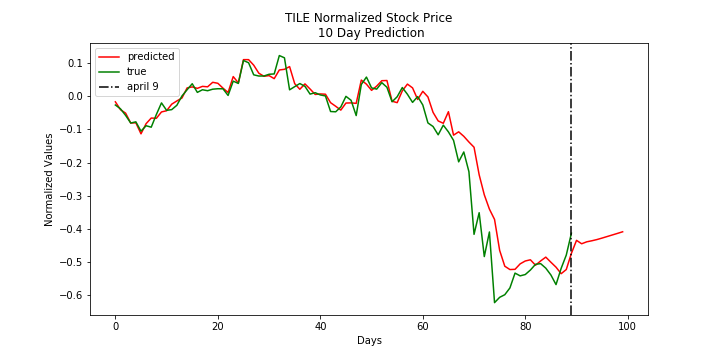 TILE Normalized Stock Price
10 Day Prediction
predicted
true
april 9
Normalized Values
0.1
0.0
−0.1
−0.2
−0.3
−0.4
−0.5
−0.6
0
20
40
60
80
100
Days